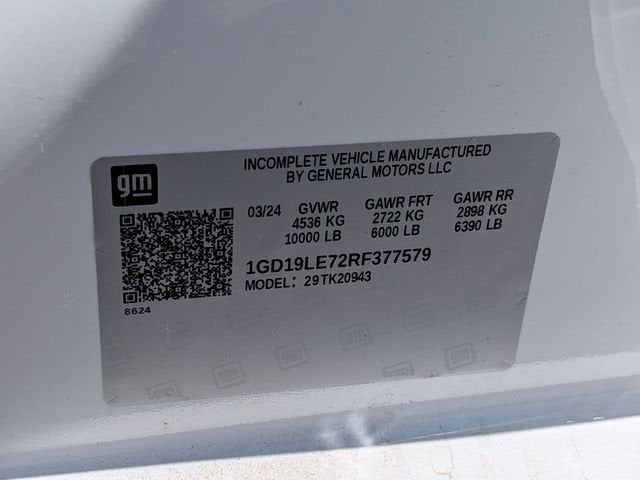 gm
INCOMPLETE VEHICLE MANUFACTURED
BY GENERAL MOTORS LLC
03/24 GVWR GAWR FRT GAWR RR
4536 KG 2722 KG 2898 KG
10000 LB 6000 LB 6390 LB
1GD19LE72RF377579
MODEL: 29TK20943
8624